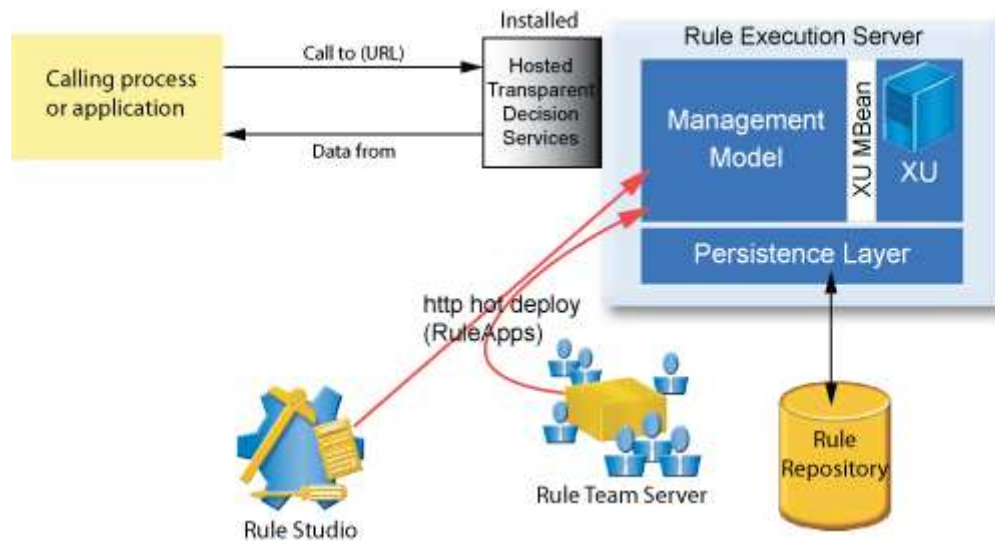 Installed
Rule Execution Server
Calling process
or application
Call to (URL)
Data from
Hosted
Transparent
Decision
Services
Management
Model
XU MBean
XU
Persistence Layer
http hot deploy
(RuleApps)
Rule Studio
Rule Team Server
Rule
Repository